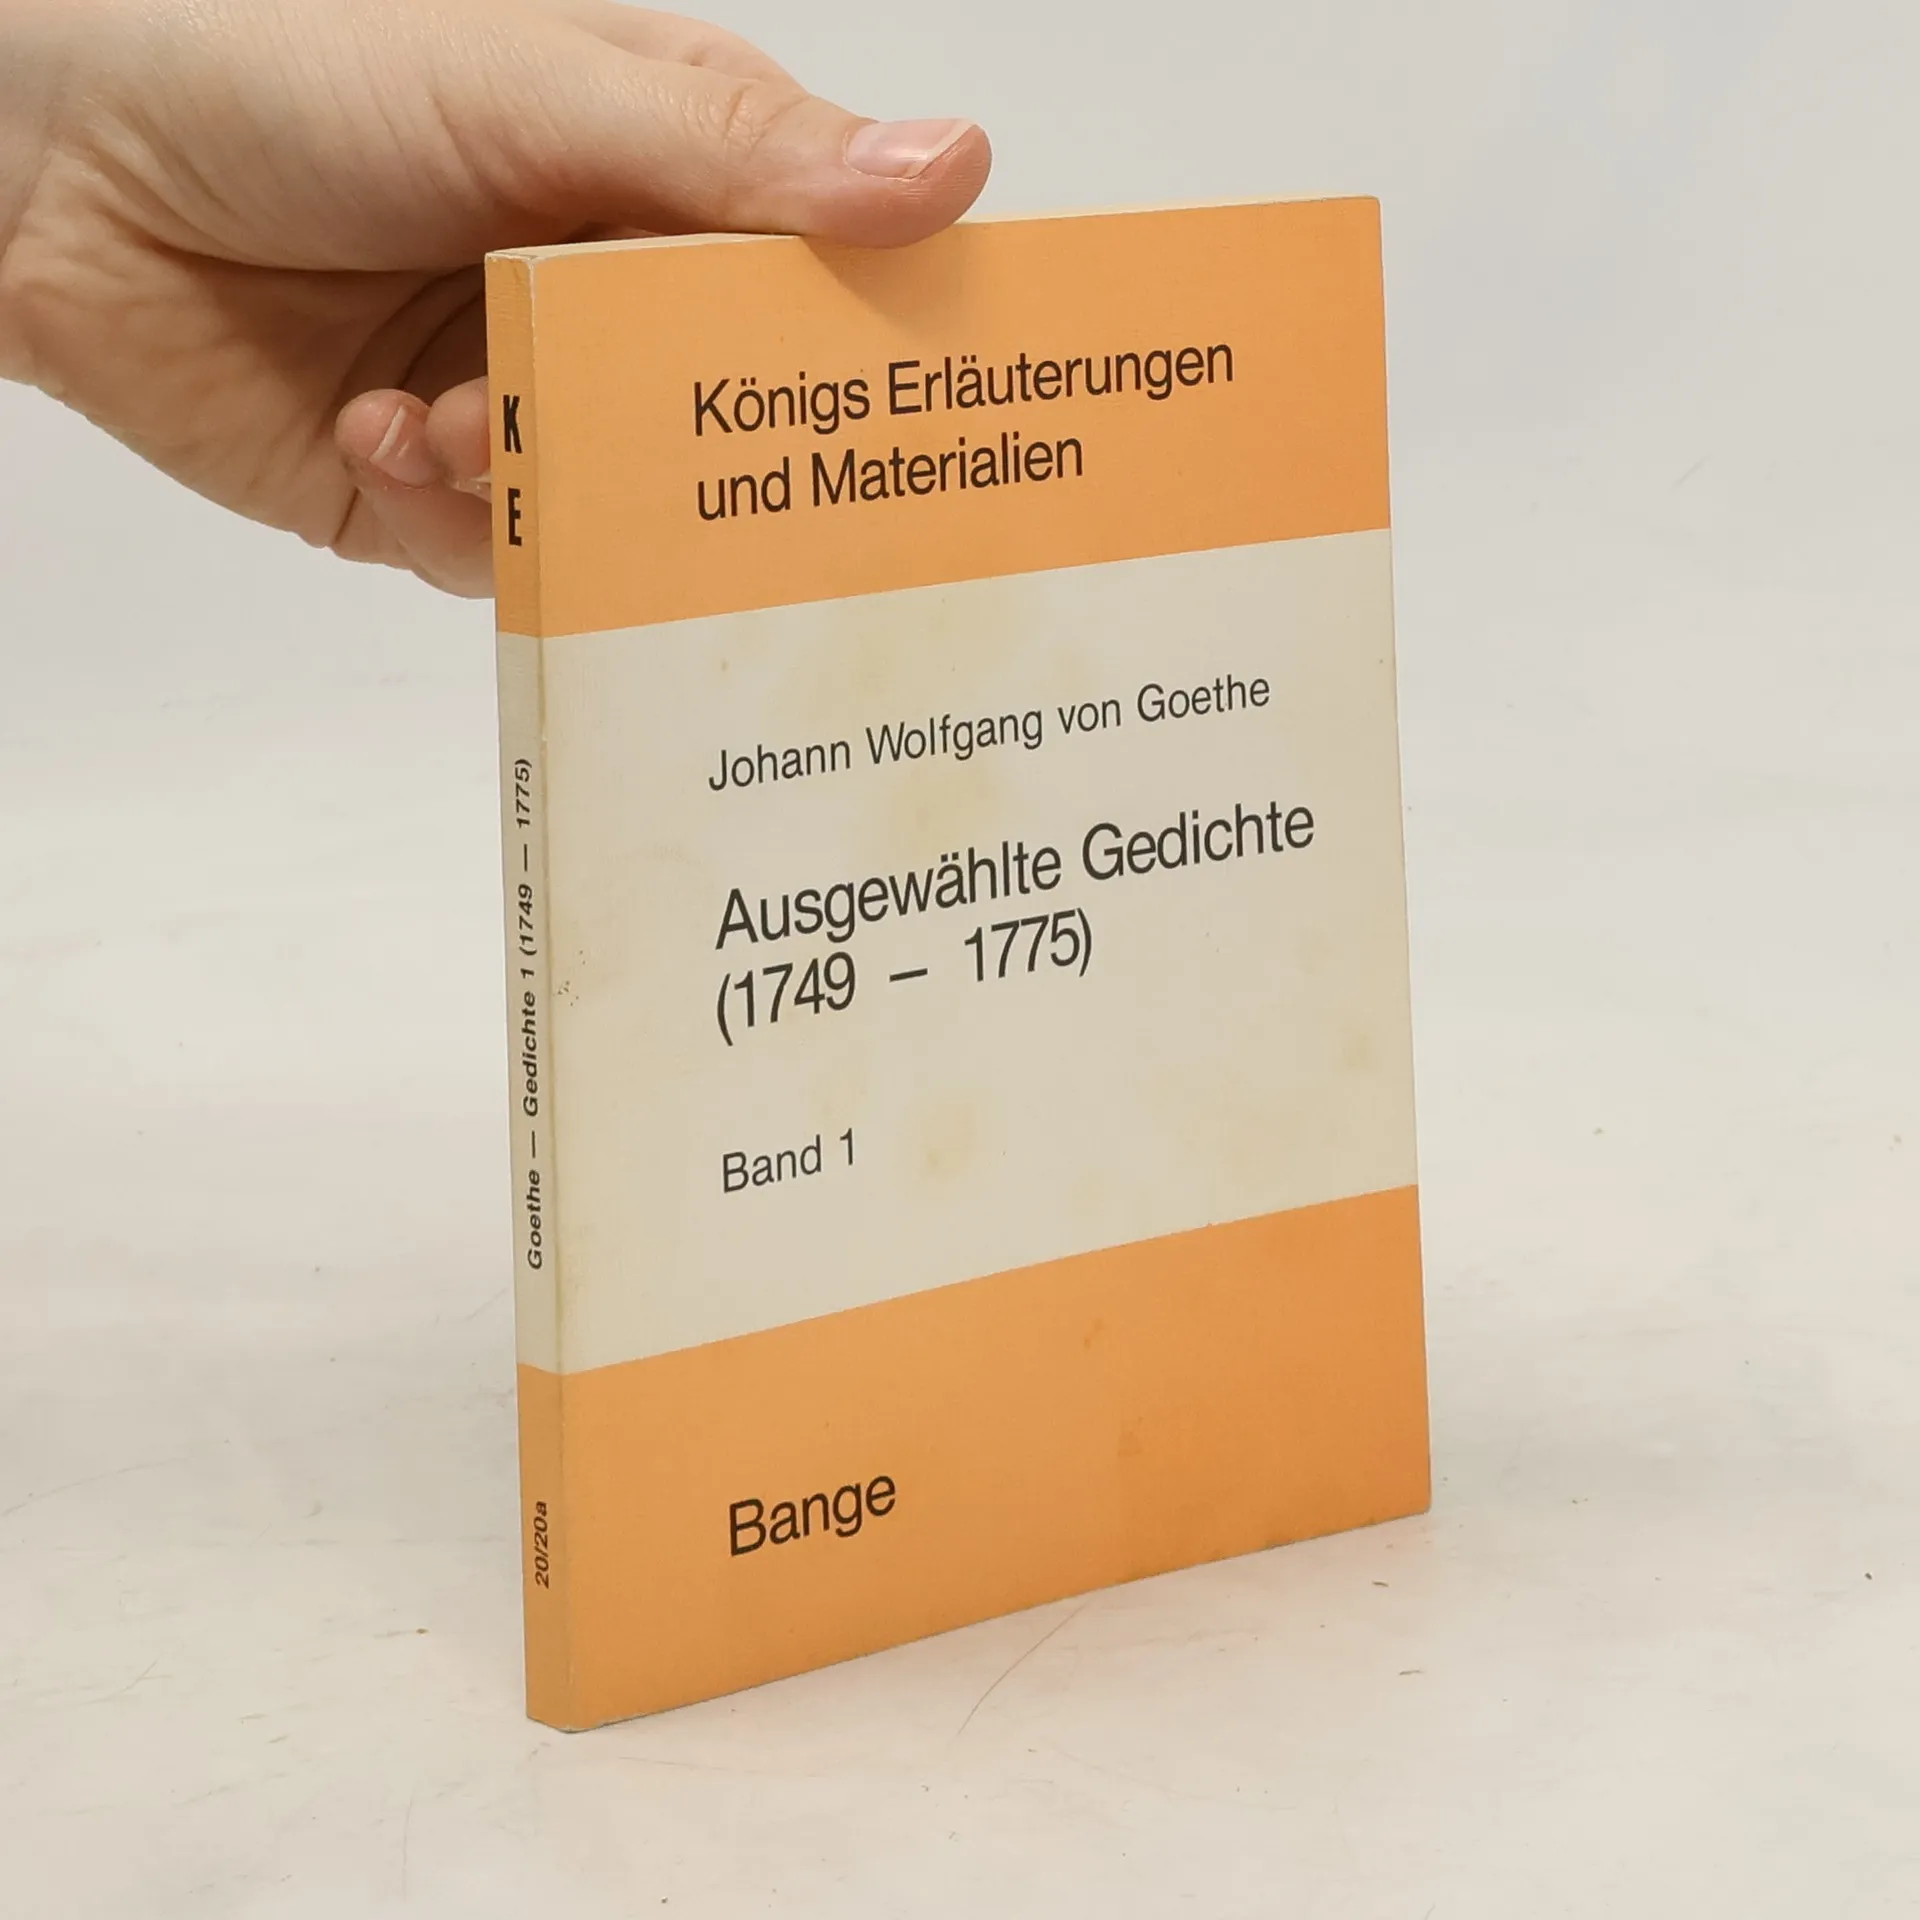 Königs Erläuterungen
und Materialien
Johann Wolfgang von Goethe
Ausgewählte Gedichte
(1749 – 1775)
Band 1
Bange
K
E
Goethe — Gedichte 1 (1749 — 1775)
20/20a